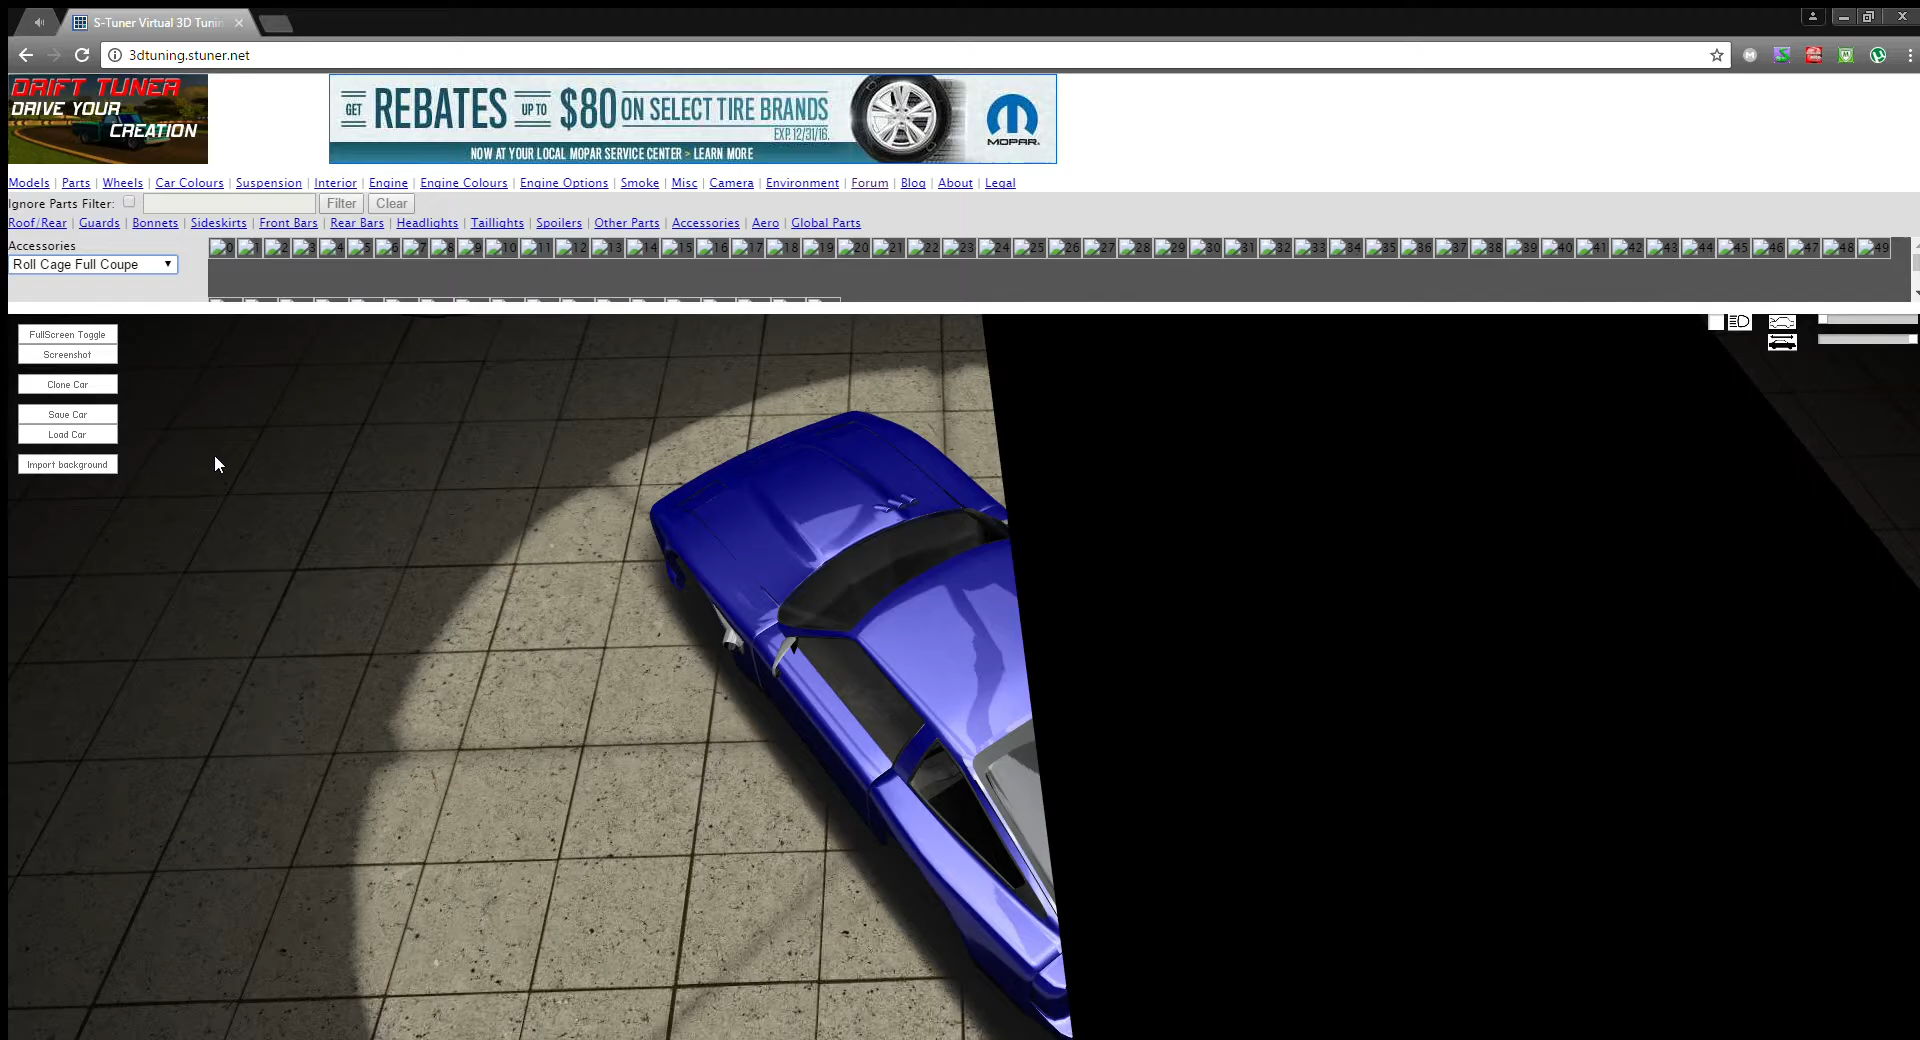 S-Tuner Virtual 3D Tunin
3dtuning.stuner.net
DRIFT TUNER
DRIVE YOUR
CREATION
GET REBATES UP TO $80 ON SELECT TIRE BRANDS
EXP. 12/31/16.
MOPAR
NOW AT YOUR LOCAL MOPAR SERVICE CENTER > LEARN MORE
Models | Parts | Wheels | Car Colours | Suspension | Interior | Engine | Engine Colours | Engine Options | Smoke | Misc | Camera | Environment | Forum | Blog | About | Legal
Ignore Parts Filter: Filter Clear
Roof/Rear | Guards | Bonnets | Sideskirts | Front Bars | Rear Bars | Headlights | Taillights | Spoilers | Other Parts | Accessories | Aero | Global Parts
Accessories
Roll Cage Full Coupe
0 1 2 3 4 5 6 7 8 9 10 11 12 13 14 15 16 17 18 19 20 21 22 23 24 25 26 27 28 29 30 31 32 33 34 35 36 37 38 39 40 41 42 43 44 45 46 47 48 49
FullScreen Toggle
Screenshot
Clone Car
Save Car
Load Car
Import background